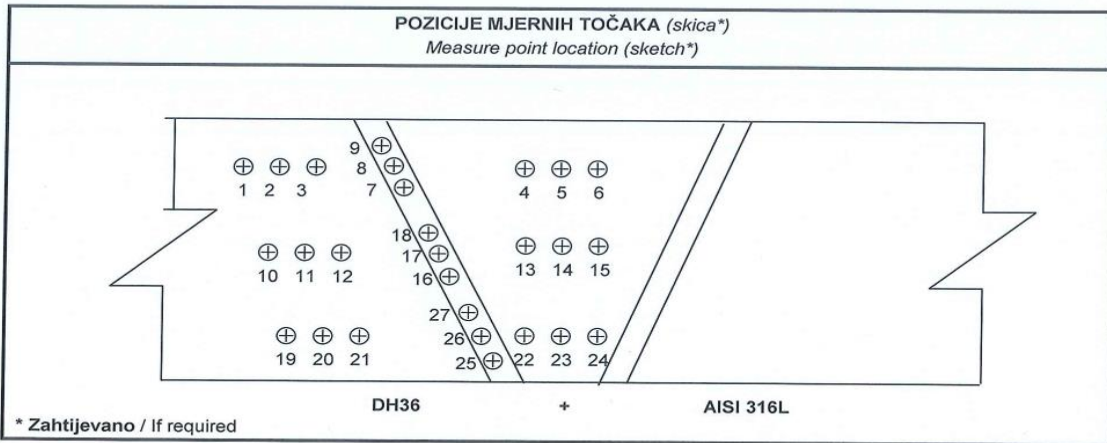 POZICIJE MJERNIH TOČAKA (skica*)
Measure point location (sketch*)
9
8
7
1 2 3
4 5 6
18
17
16
10 11 12
13 14 15
27
26
25
19 20 21
22 23 24
DH36 + AISI 316L
* Zahtijevano / If required